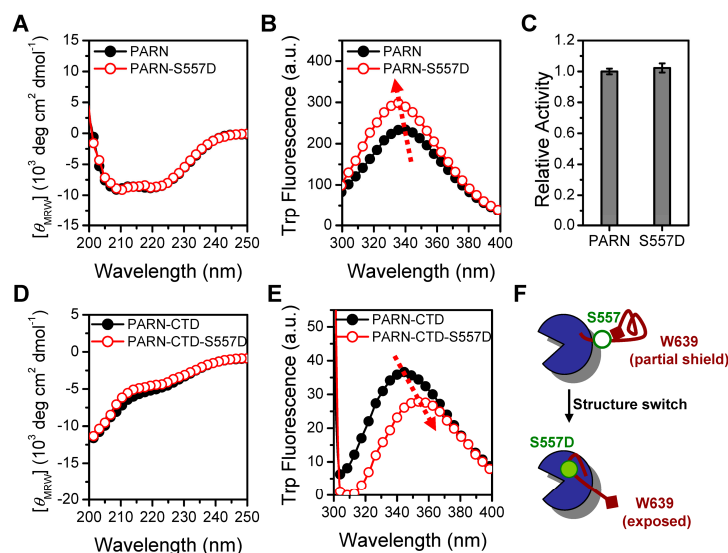 A
PARN
PARN-S557D
[θMRW] (10³ deg cm² dmol⁻¹)
15
10
5
0
-5
-10
-15
200 210 220 230 240 250
Wavelength (nm)
B
PARN
PARN-S557D
Trp Fluorescence (a.u.)
500
400
300
200
100
0
300 320 340 360 380 400
Wavelength (nm)
C
Relative Activity
1.2
1.0
0.8
0.6
0.4
0.2
0.0
PARN S557D
D
PARN-CTD
PARN-CTD-S557D
[θMRW] (10³ deg cm² dmol⁻¹)
5
0
-5
-10
-15
-20
200 210 220 230 240 250
Wavelength (nm)
E
PARN-CTD
PARN-CTD-S557D
Trp Fluorescence (a.u.)
50
40
30
20
10
0
300 320 340 360 380 400
Wavelength (nm)
F
S557
W639
(partial shield)
Structure switch
S557D
W639
(exposed)